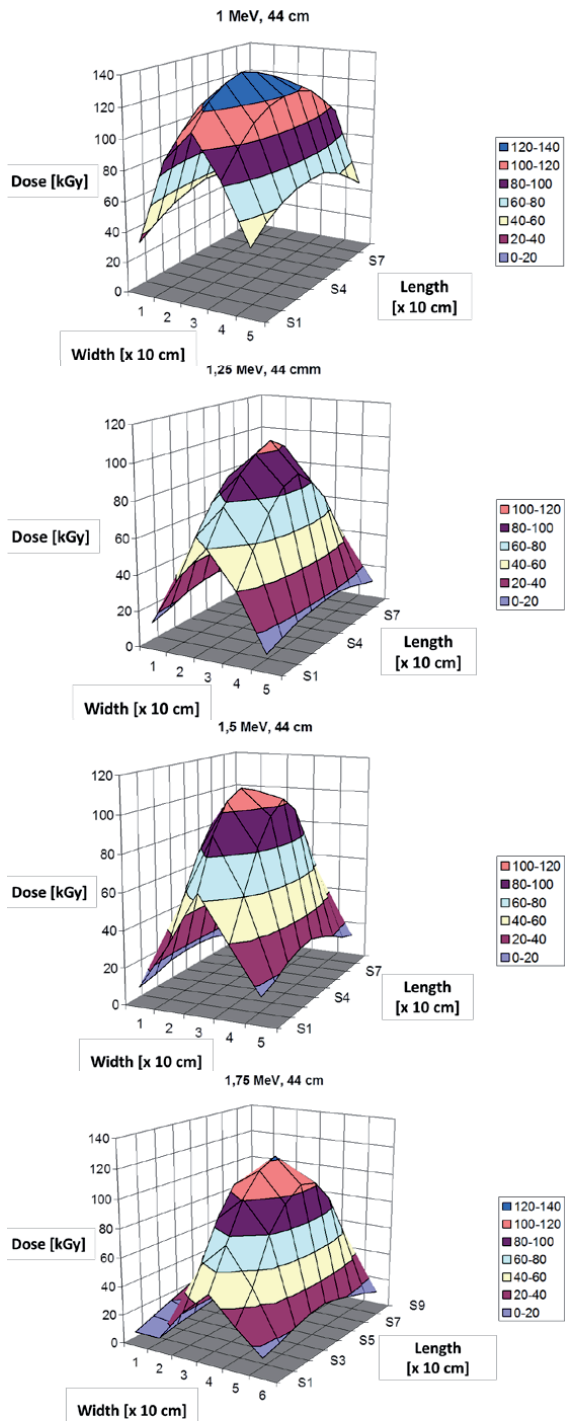 1 MeV, 44 cm
140
120
100
80
60
40
20
0
Dose [kGy]
1
2
3
4
5
Width [x 10 cm]
S1
S4
S7
Length
[x 10 cm]
120-140
100-120
80-100
60-80
40-60
20-40
0-20
1,25 MeV, 44 cmm
120
100
80
60
40
20
0
Dose [kGy]
1
2
3
4
5
Width [x 10 cm]
S1
S4
S7
Length
[x 10 cm]
100-120
80-100
60-80
40-60
20-40
0-20
1,5 MeV, 44 cm
120
100
80
60
40
20
0
Dose [kGy]
1
2
3
4
5
Width [x 10 cm]
S1
S4
S7
Length
[x 10 cm]
100-120
80-100
60-80
40-60
20-40
0-20
1,75 MeV, 44 cm
140
120
100
80
60
40
20
0
Dose [kGy]
1
2
3
4
5
6
Width [x 10 cm]
S1
S3
S5
S7
S9
Length
[x 10 cm]
120-140
100-120
80-100
60-80
40-60
20-40
0-20